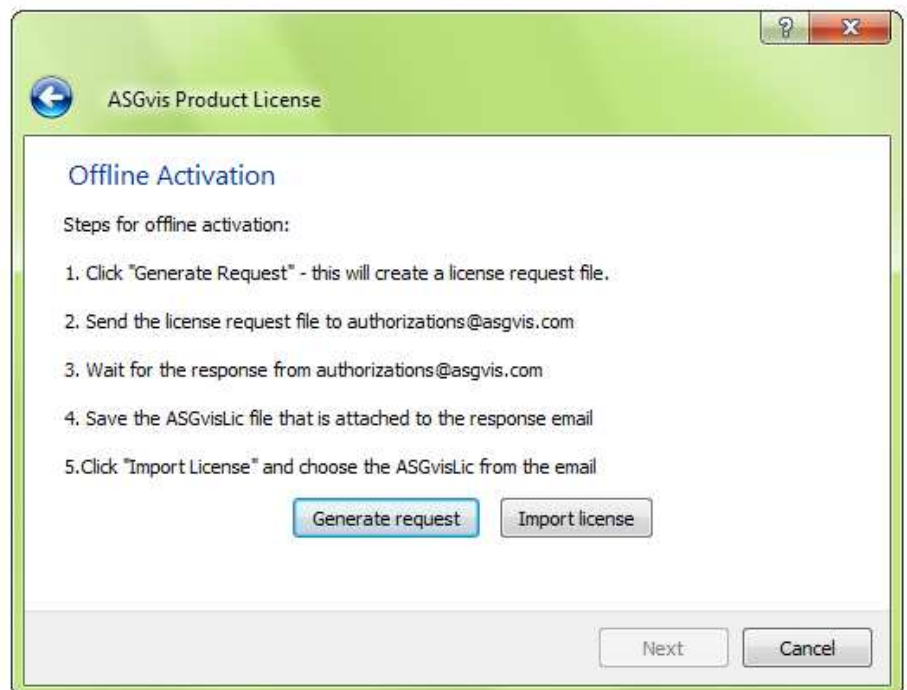 ASGvis Product License
Offline Activation
Steps for offline activation:
1. Click "Generate Request" - this will create a license request file.
2. Send the license request file to authorizations@asgvis.com
3. Wait for the response from authorizations@asgvis.com
4. Save the ASGvisLic file that is attached to the response email
5.Click "Import License" and choose the ASGvisLic from the email
Generate request Import license
Next Cancel